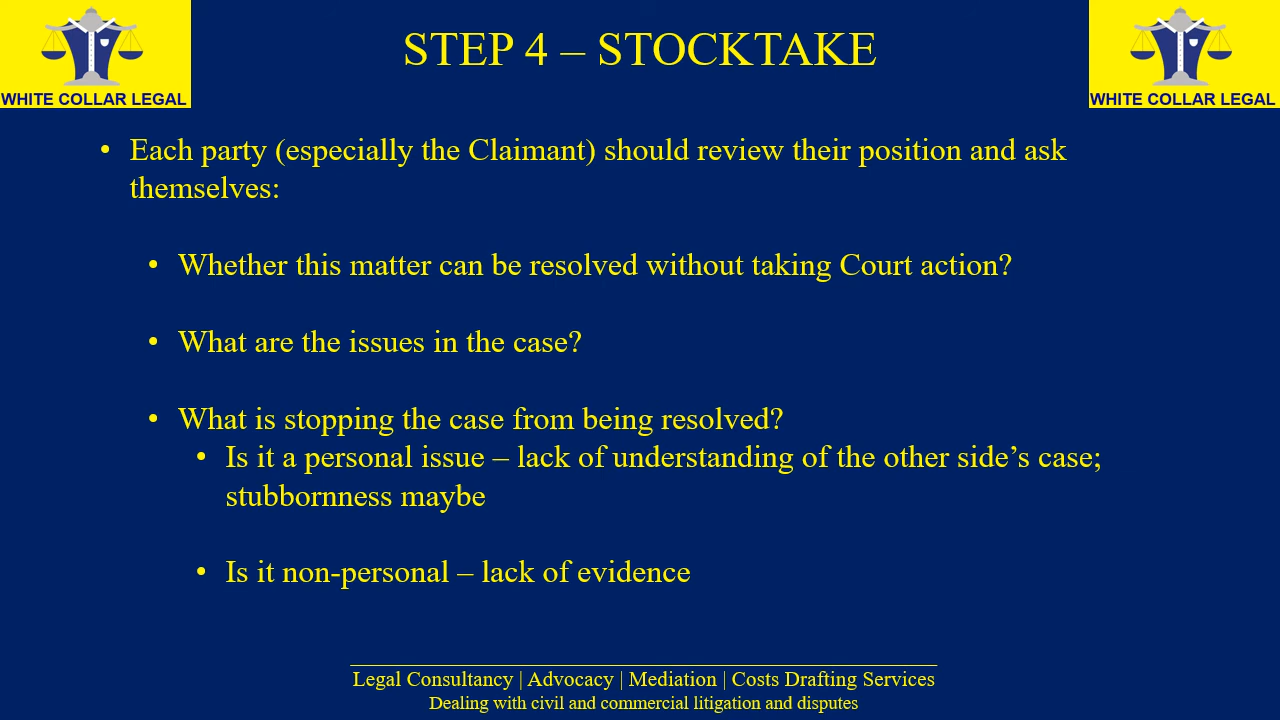 WHITE COLLAR LEGAL
STEP 4 – STOCKTAKE
WHITE COLLAR LEGAL
• Each party (especially the Claimant) should review their position and ask
themselves:
• Whether this matter can be resolved without taking Court action?
• What are the issues in the case?
• What is stopping the case from being resolved?
• Is it a personal issue – lack of understanding of the other side’s case;
stubbornness maybe
• Is it non-personal – lack of evidence
Legal Consultancy | Advocacy | Mediation | Costs Drafting Services
Dealing with civil and commercial litigation and disputes